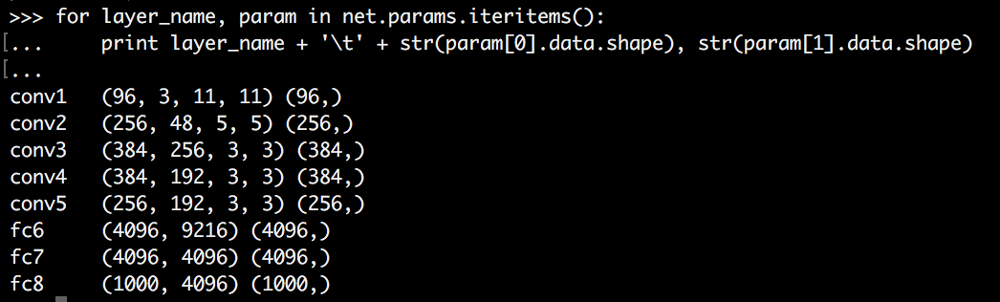 >>> for layer_name, param in net.params.iteritems():
[...     print layer_name + '\t' + str(param[0].data.shape), str(param[1].data.shape)
[...
conv1   (96, 3, 11, 11) (96,)
conv2   (256, 48, 5, 5) (256,)
conv3   (384, 256, 3, 3) (384,)
conv4   (384, 192, 3, 3) (384,)
conv5   (256, 192, 3, 3) (256,)
fc6     (4096, 9216) (4096,)
fc7     (4096, 4096) (4096,)
fc8     (1000, 4096) (1000,)